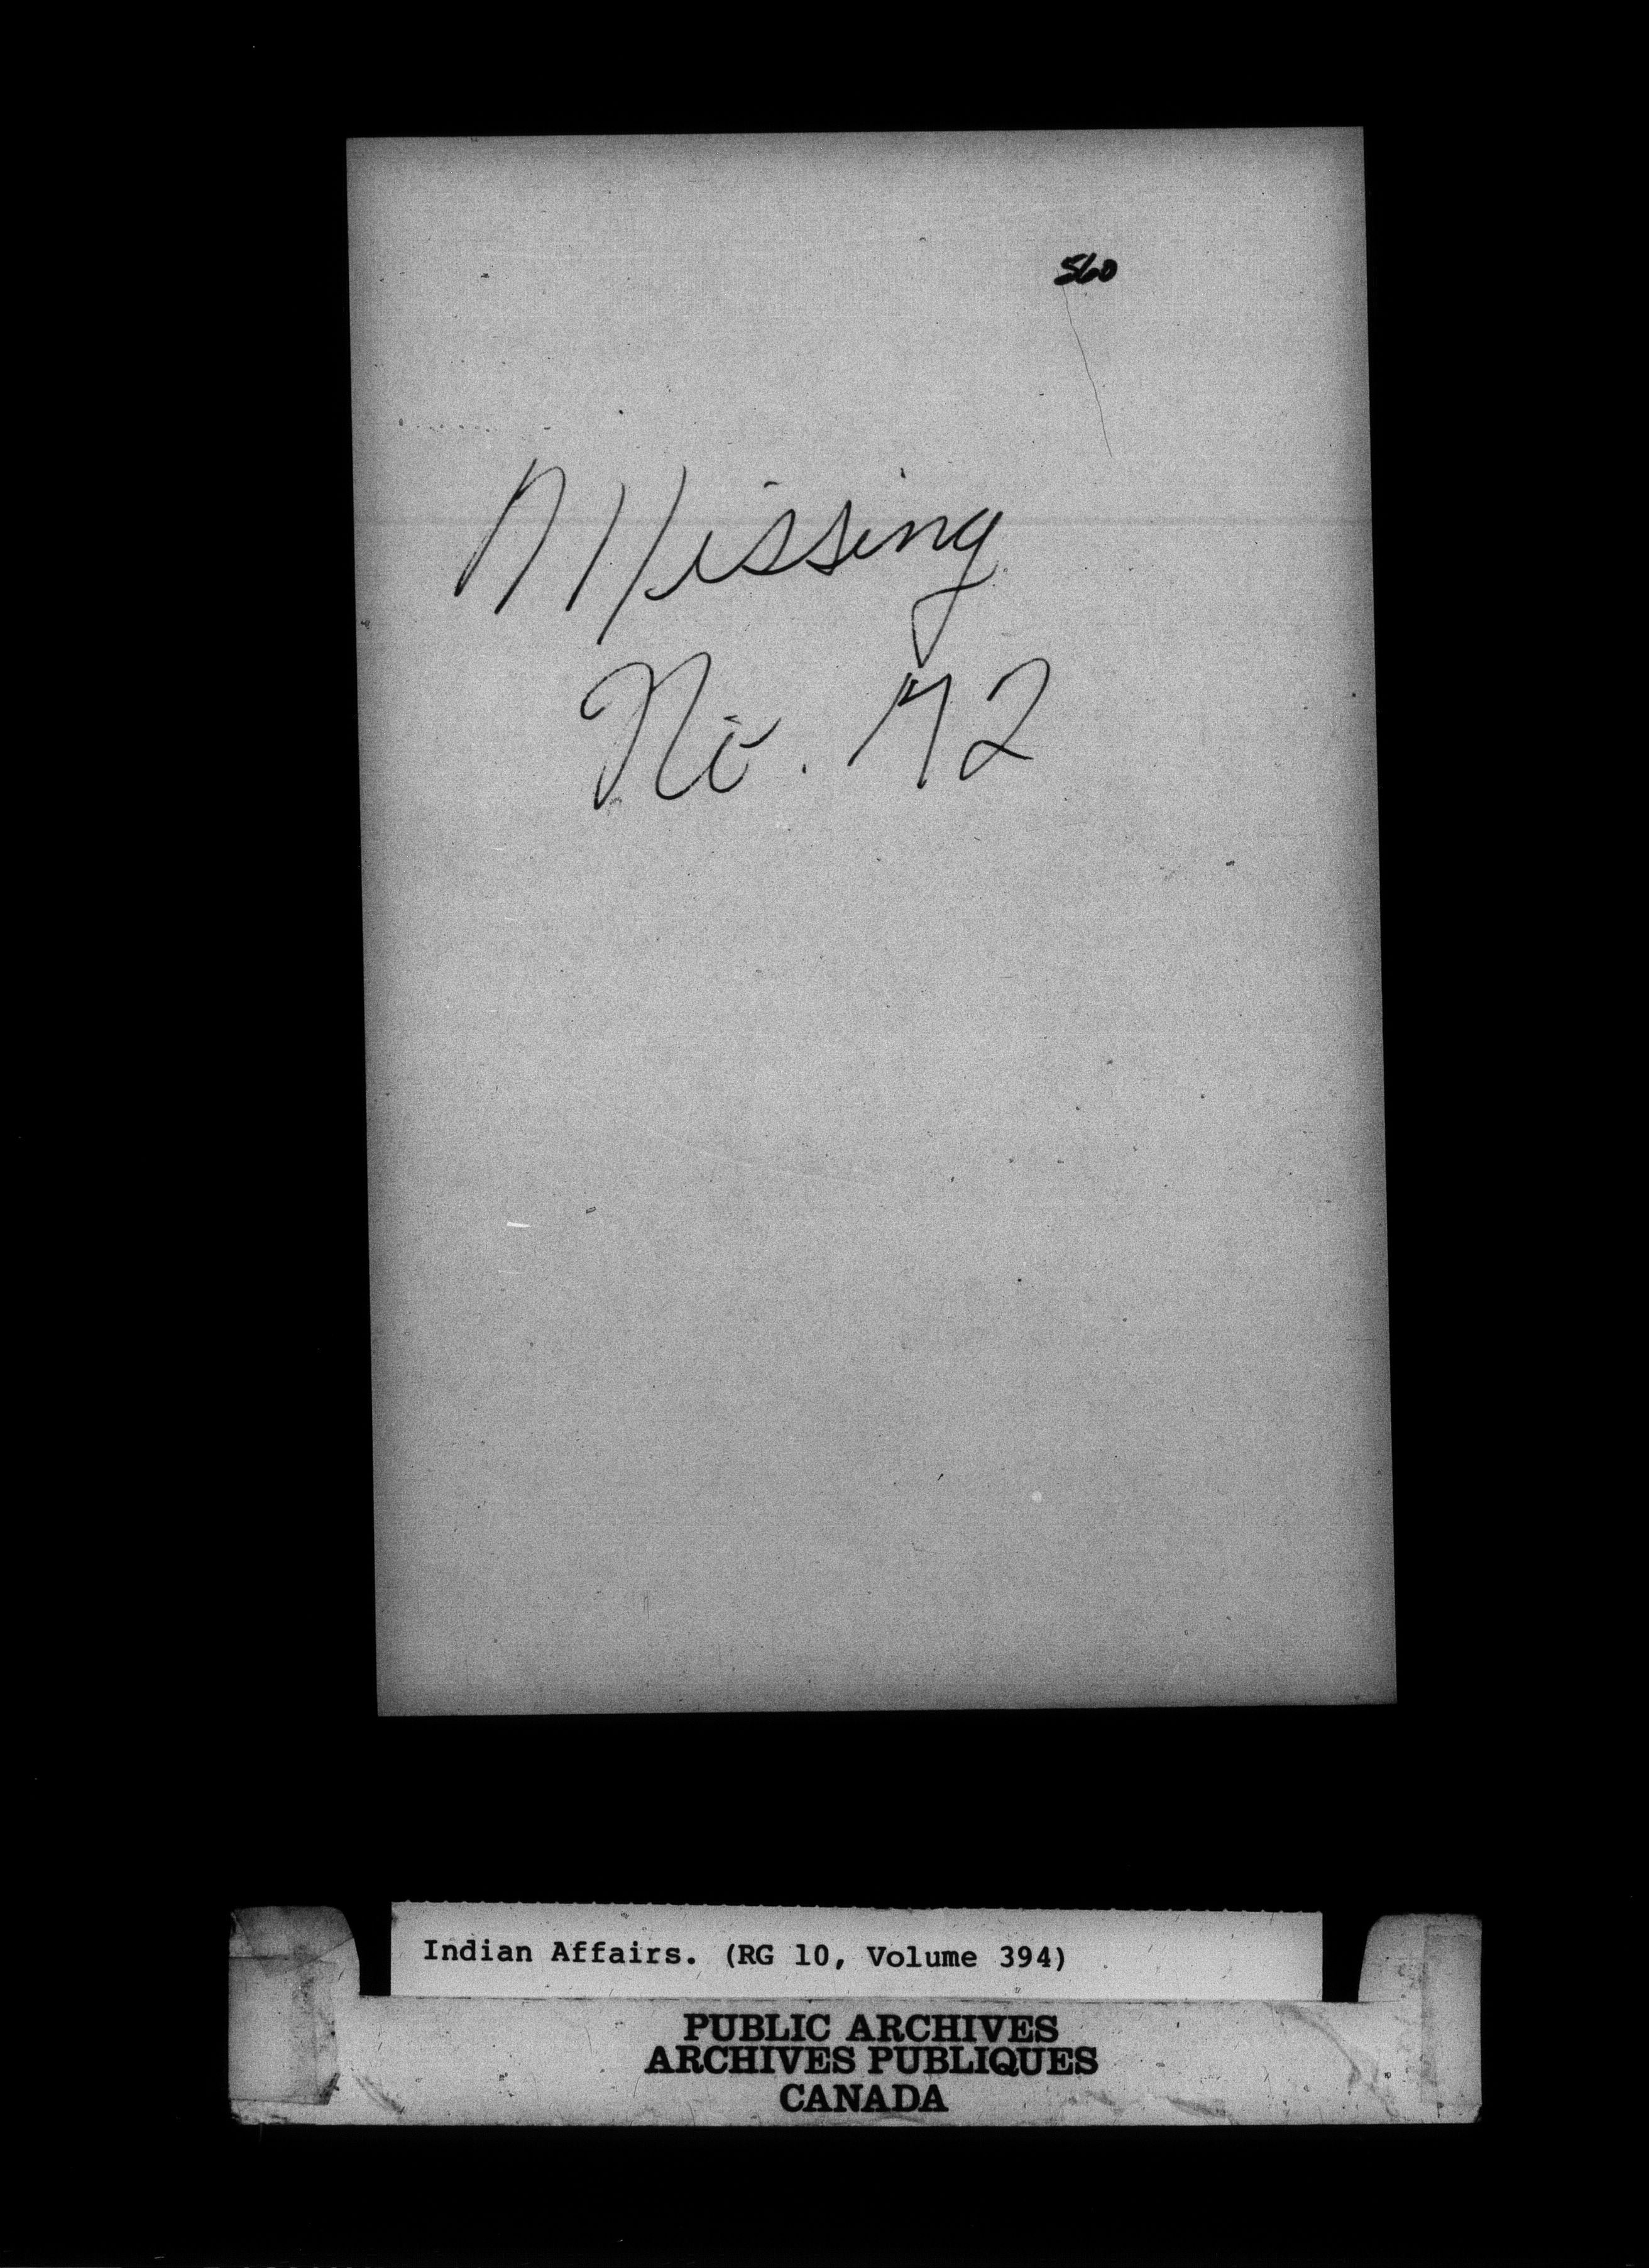 560
Missing
No. 72
Indian Affairs. (RG 10, Volume 394)
PUBLIC ARCHIVES
ARCHIVES PUBLIQUES
CANADA